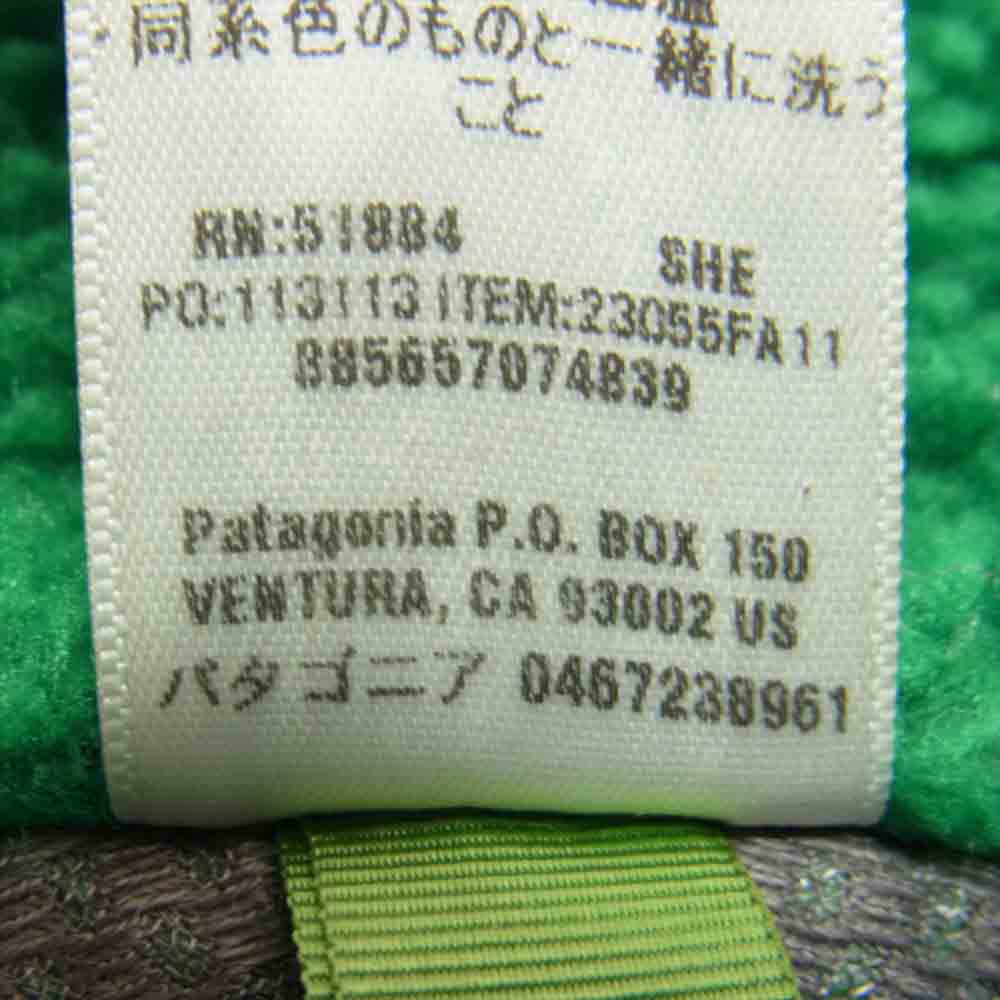 同系色のものと一緒に洗う
こと
RN:51884
SHE
PO:113113 ITEM:23055FA11
885657074839
Patagonia P.O. BOX 150
VENTURA, CA 93002 US
パタゴニア 0467238961